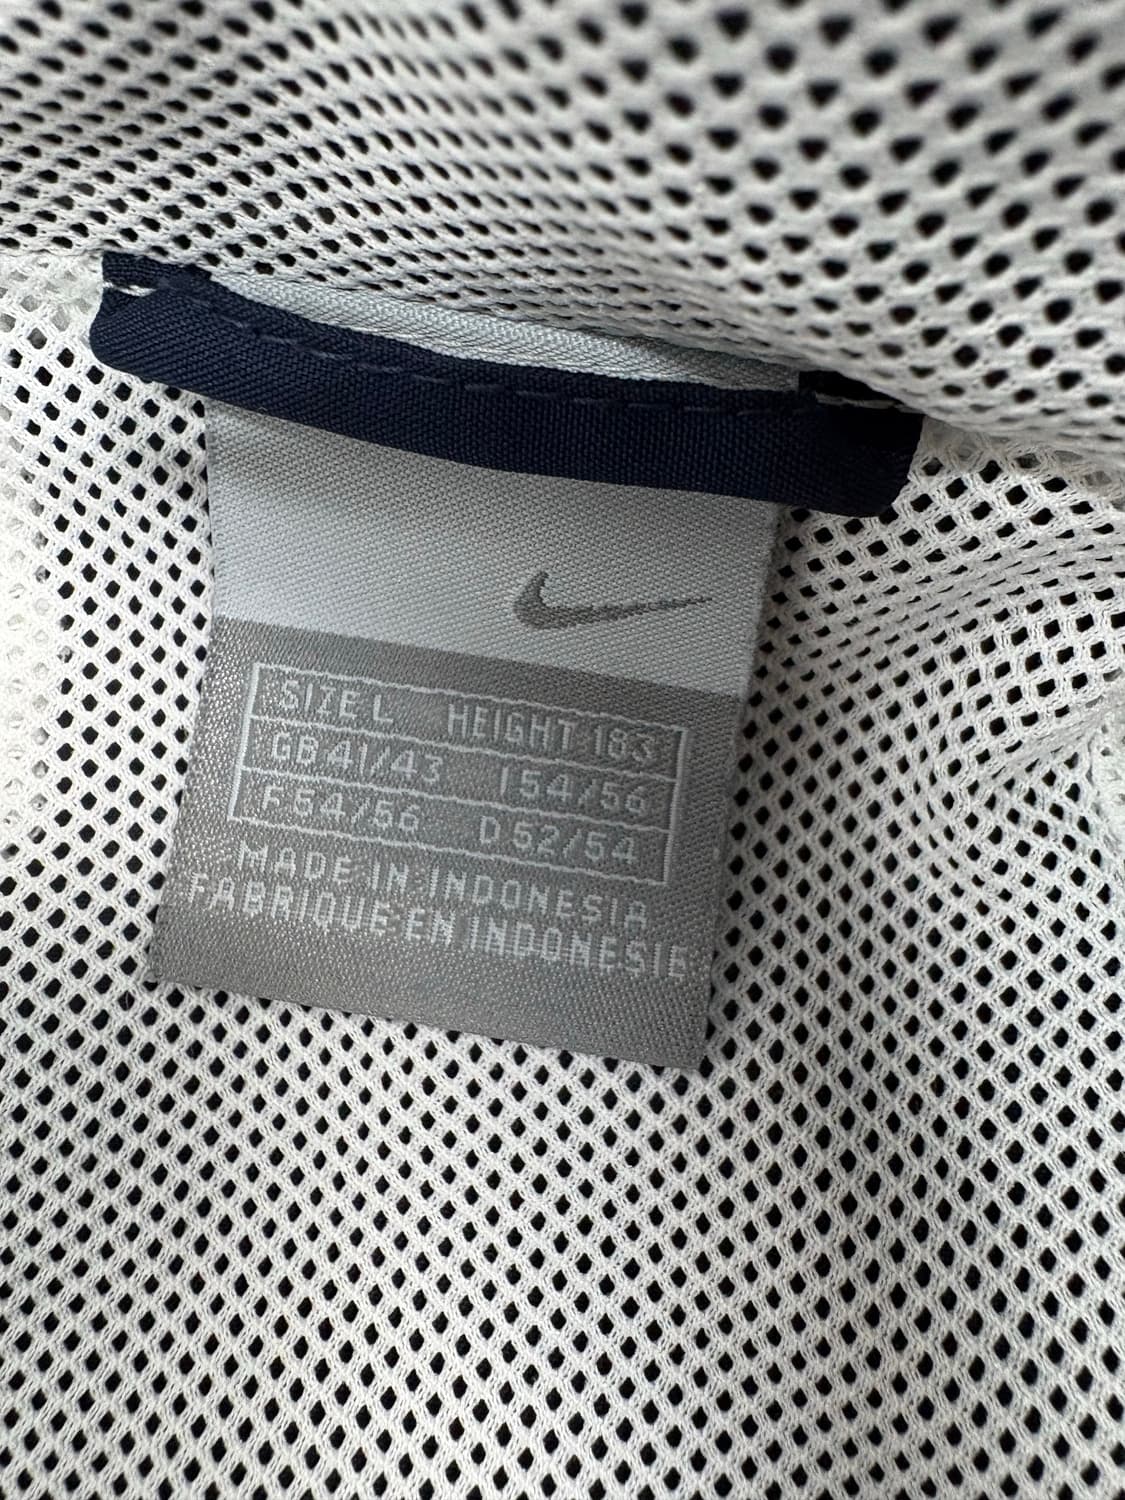 SIZE L HEIGHT 183
GB 41/43 I 54/56
F 54/56 D 52/54
MADE IN INDONESIA
FABRIQUE EN INDONESIE